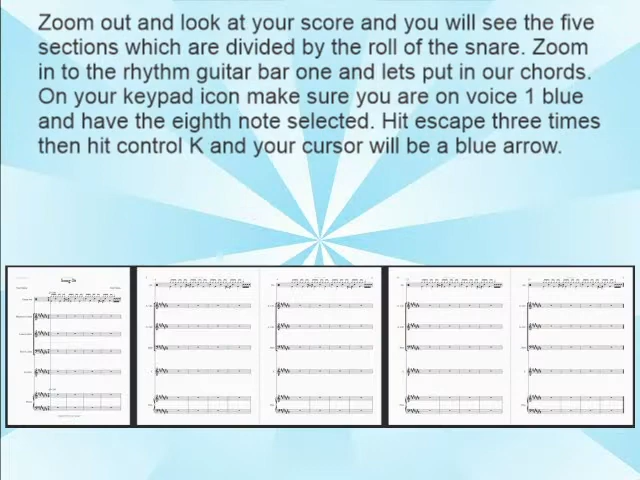 Zoom out and look at your score and you will see the five
sections which are divided by the roll of the snare. Zoom
in to the rhythm guitar bar one and lets put in our chords.
On your keypad icon make sure you are on voice 1 blue
and have the eighth note selected. Hit escape three times
then hit control K and your cursor will be a blue arrow.